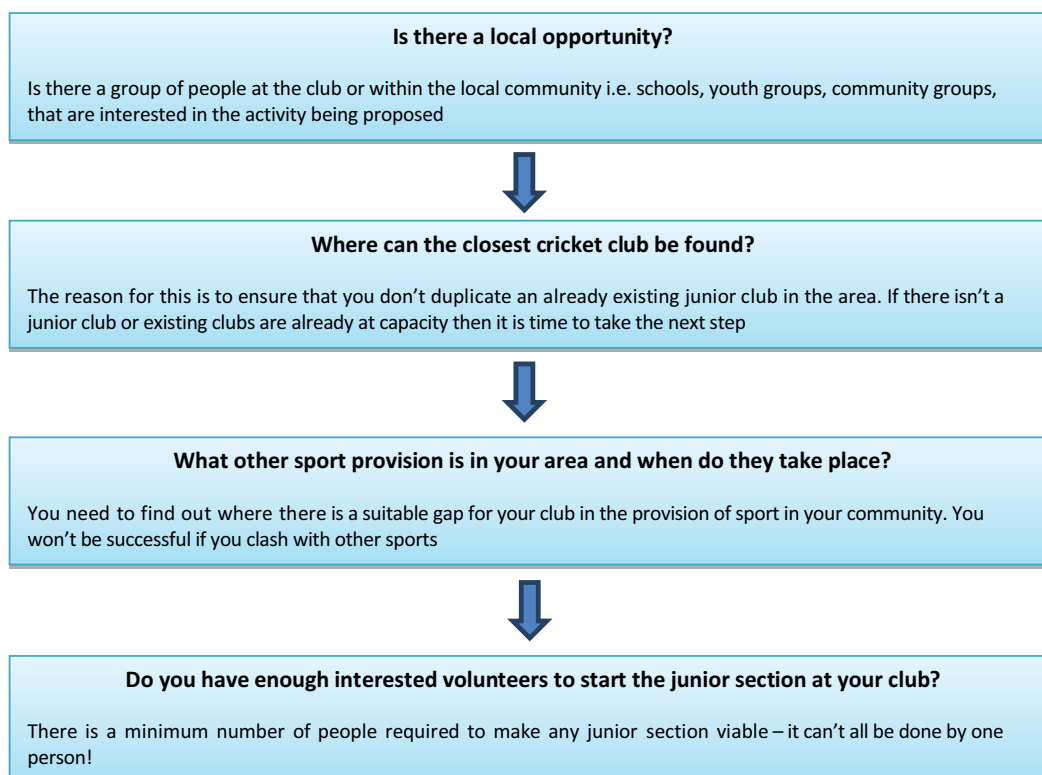 Is there a local opportunity?
Is there a group of people at the club or within the local community i.e. schools, youth groups, community groups,
that are interested in the activity being proposed
Where can the closest cricket club be found?
The reason for this is to ensure that you don’t duplicate an already existing junior club in the area. If there isn’t a
junior club or existing clubs are already at capacity then it is time to take the next step
What other sport provision is in your area and when do they take place?
You need to find out where there is a suitable gap for your club in the provision of sport in your community. You
won’t be successful if you clash with other sports
Do you have enough interested volunteers to start the junior section at your club?
There is a minimum number of people required to make any junior section viable – it can’t all be done by one
person!